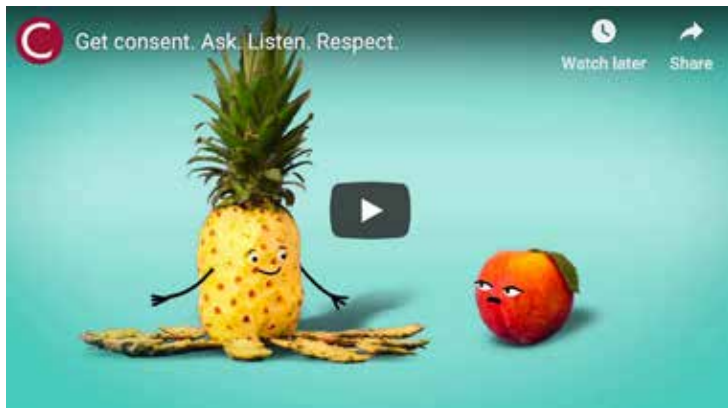 C
Get consent. Ask. Listen. Respect.
Watch later
Share